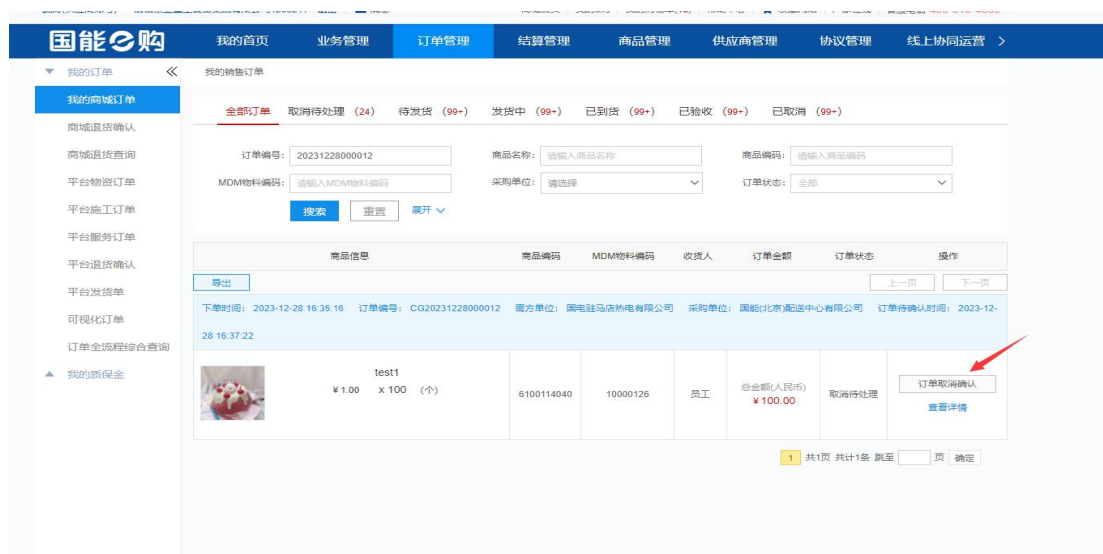 国能e购 我的首页 业务管理 订单管理 结算管理 商品管理 供应商管理 协议管理 线上协同运营
我的订单 我的销售订单
我的商城订单
全部订单 取消待处理 (24) 待发货 (99+) 发货中 (99+) 已到货 (99+) 已验收 (99+) 已取消 (99+)
商城退货确认
商城退货查询 订单编号: 20231228000012 商品名称: 请输入商品名称 商品编码: 请输入商品编码
平台物资订单 MDM物料编码: 请输入MDM物料编码 采购单位: 请选择 订单状态: 全部
平台施工订单 搜索 重置 展开
平台服务订单
平台退货确认 商品信息 商品编码 MDM物料编码 收货人 订单金额 订单状态 操作
平台发货单 导出 上一页 下一页
可视化订单 下单时间: 2023-12-28 16:35:16 订单编号: CG20231228000012 需方单位: 国电驻马店热电有限公司 采购单位: 国能(北京)配送中心有限公司 订单待确认时间: 2023-12-
28 16:37:22
订单全流程综合查询
我的质保金 test1
¥1.00 x 100 (个) 6100114040 10000126 员工 总金额(人民币) 取消待处理 订单取消确认
¥100.00 查看详情
1 共1页 共计1条 跳至 页 确定